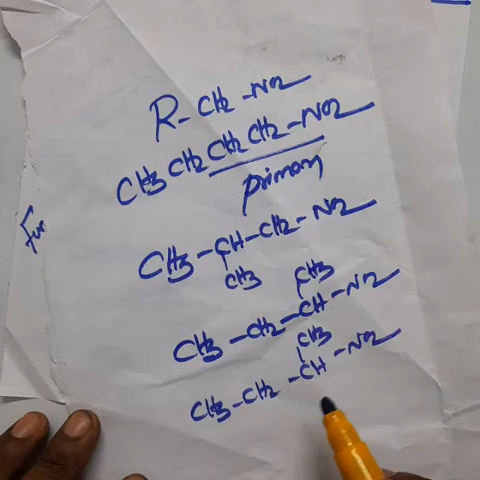 R-CH2-NO2
CH3 CH2 CH2 CH2-NO2
primary
CH3-CH-CH2-NO2
CH3
CH3
CH3-CH2-CH-NO2
CH3
CH3-CH2-CH-NO2